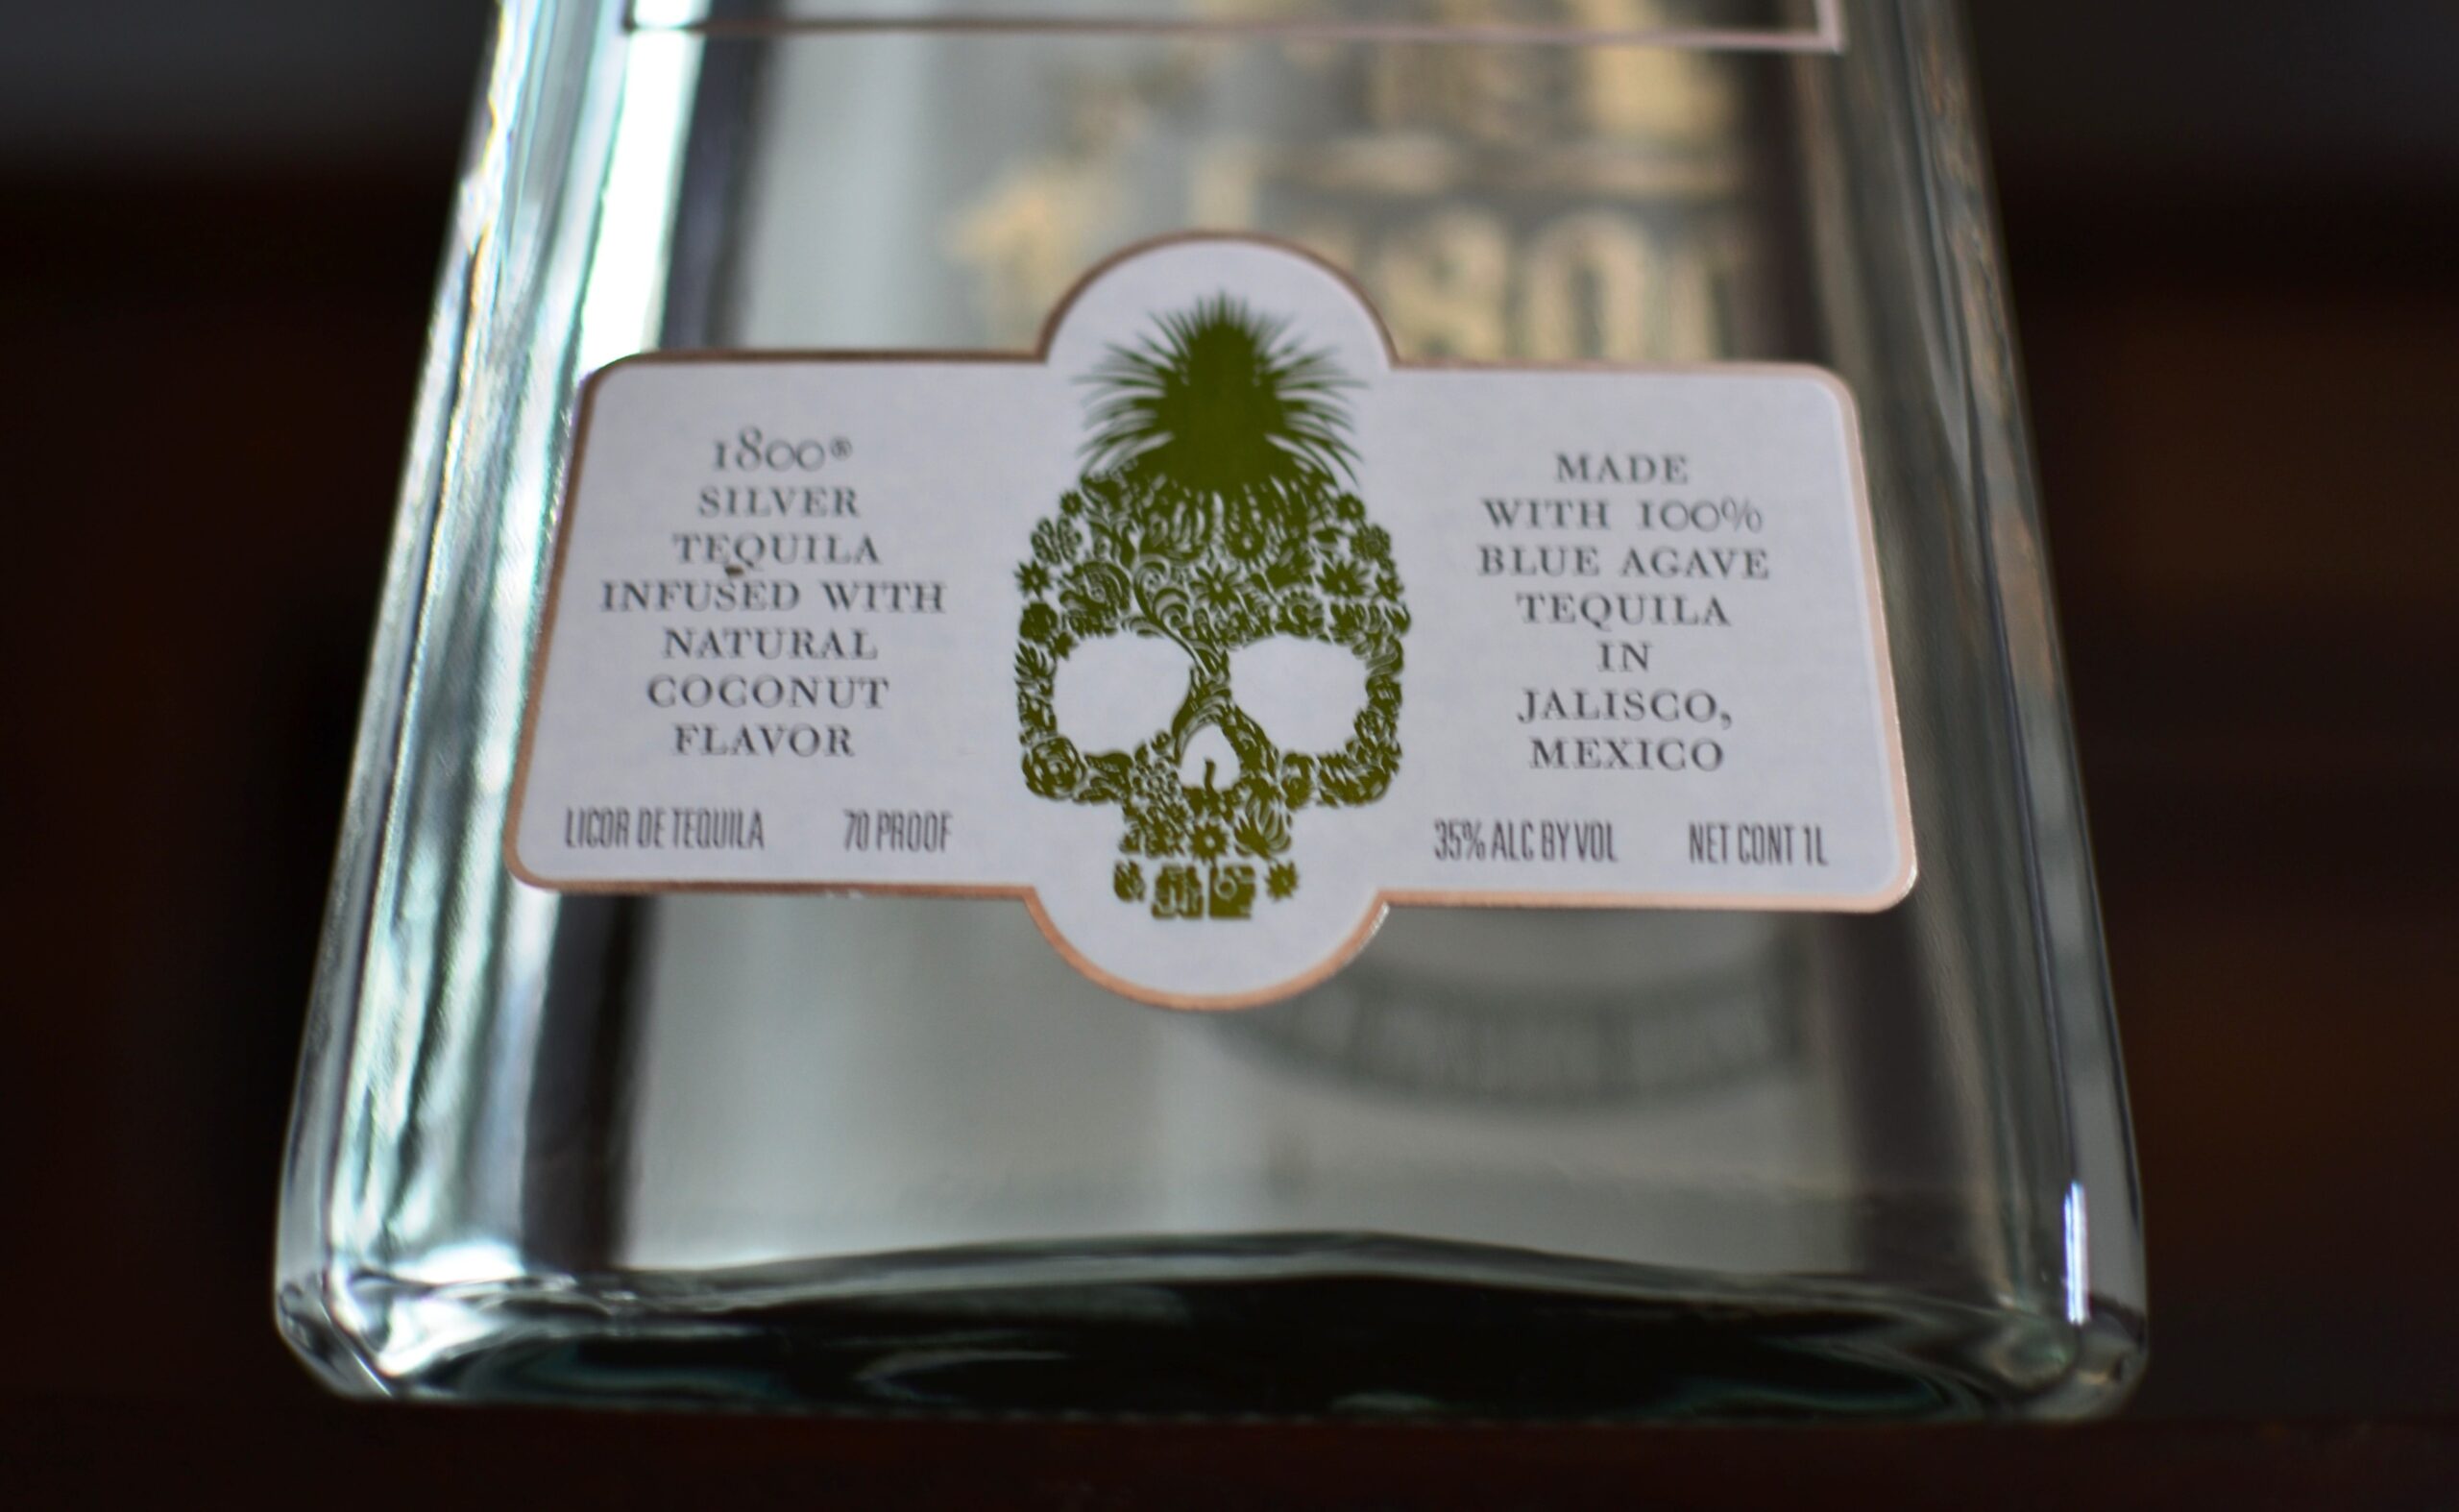 1800®
SILVER
TEQUILA
INFUSED WITH
NATURAL
COCONUT
FLAVOR
LICOR DE TEQUILA 70 PROOF
MADE
WITH 100%
BLUE AGAVE
TEQUILA
IN
JALISCO,
MEXICO
35% ALC BY VOL NET CONT 1L